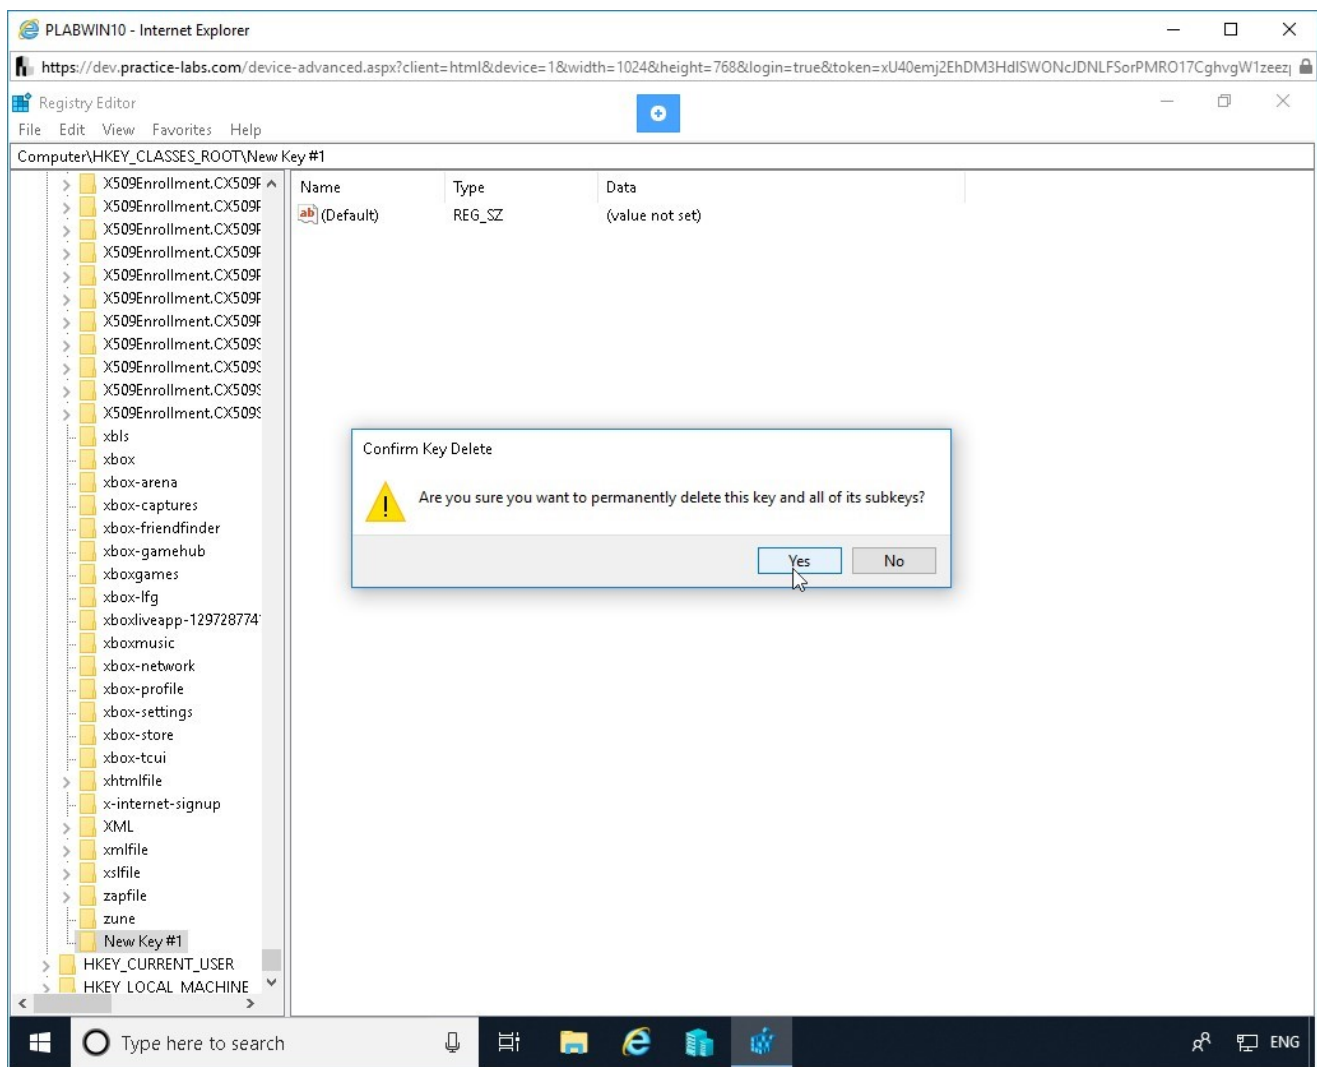 PLABWIN10 - Internet Explorer
https://dev.practice-labs.com/device-advanced.aspx?client=html&device=1&width=1024&height=768&login=true&token=xU40emj2EhDM3HdISWONcJDNLFSorPMRO17CghvgW1zeez
Registry Editor
File Edit View Favorites Help
Computer\HKEY_CLASSES_ROOT\New Key #1
Name Type Data
ab (Default) REG_SZ (value not set)
X509Enrollment.CX509F
X509Enrollment.CX509F
X509Enrollment.CX509F
X509Enrollment.CX509F
X509Enrollment.CX509F
X509Enrollment.CX509F
X509Enrollment.CX509F
X509Enrollment.CX509S
X509Enrollment.CX509S
X509Enrollment.CX509S
X509Enrollment.CX509S
xbls
xbox
xbox-arena
xbox-captures
xbox-friendfinder
xbox-gamehub
xboxgames
xbox-lfg
xboxliveapp-129728774
xboxmusic
xbox-network
xbox-profile
xbox-settings
xbox-store
xbox-tcui
xhtmlfile
x-internet-signup
XML
xmlfile
xslfile
zapfile
zune
New Key #1
HKEY_CURRENT_USER
HKEY_LOCAL_MACHINE
Confirm Key Delete
Are you sure you want to permanently delete this key and all of its subkeys?
Yes No
Type here to search
ENG